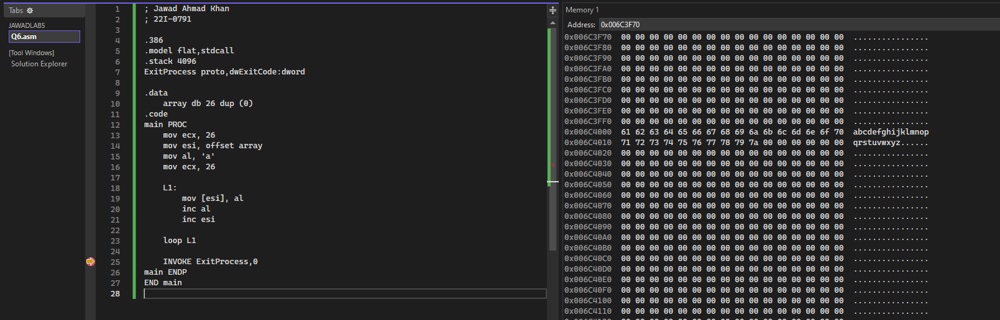 Tabs
JAWADLAB5
Q6.asm
[Tool Windows]
Solution Explorer
1 ; Jawad Ahmad Khan
2 ; 22I-0791
3
4 .386
5 .model flat,stdcall
6 .stack 4096
7 ExitProcess proto,dwExitCode:dword
8
9 .data
10 array db 26 dup (0)
11 .code
12 main PROC
13 mov ecx, 26
14 mov esi, offset array
15 mov al, 'a'
16 mov ecx, 26
17
18 L1:
19 mov [esi], al
20 inc al
21 inc esi
22
23 loop L1
24
25 INVOKE ExitProcess,0
26 main ENDP
27 END main
28
Memory 1
Address: 0x006C3F70
0x006C3F70 00 00 00 00 00 00 00 00 00 00 00 00 00 00 00 00 ................
0x006C3F80 00 00 00 00 00 00 00 00 00 00 00 00 00 00 00 00 ................
0x006C3F90 00 00 00 00 00 00 00 00 00 00 00 00 00 00 00 00 ................
0x006C3FA0 00 00 00 00 00 00 00 00 00 00 00 00 00 00 00 00 ................
0x006C3FB0 00 00 00 00 00 00 00 00 00 00 00 00 00 00 00 00 ................
0x006C3FC0 00 00 00 00 00 00 00 00 00 00 00 00 00 00 00 00 ................
0x006C3FD0 00 00 00 00 00 00 00 00 00 00 00 00 00 00 00 00 ................
0x006C3FE0 00 00 00 00 00 00 00 00 00 00 00 00 00 00 00 00 ................
0x006C3FF0 00 00 00 00 00 00 00 00 00 00 00 00 00 00 00 00 ................
0x006C4000 61 62 63 64 65 66 67 68 69 6a 6b 6c 6d 6e 6f 70 abcdefghijklmnop
0x006C4010 71 72 73 74 75 76 77 78 79 7a 00 00 00 00 00 00 qrstuvwxyz......
0x006C4020 00 00 00 00 00 00 00 00 00 00 00 00 00 00 00 00 ................
0x006C4030 00 00 00 00 00 00 00 00 00 00 00 00 00 00 00 00 ................
0x006C4040 00 00 00 00 00 00 00 00 00 00 00 00 00 00 00 00 ................
0x006C4050 00 00 00 00 00 00 00 00 00 00 00 00 00 00 00 00 ................
0x006C4060 00 00 00 00 00 00 00 00 00 00 00 00 00 00 00 00 ................
0x006C4070 00 00 00 00 00 00 00 00 00 00 00 00 00 00 00 00 ................
0x006C4080 00 00 00 00 00 00 00 00 00 00 00 00 00 00 00 00 ................
0x006C4090 00 00 00 00 00 00 00 00 00 00 00 00 00 00 00 00 ................
0x006C40A0 00 00 00 00 00 00 00 00 00 00 00 00 00 00 00 00 ................
0x006C40B0 00 00 00 00 00 00 00 00 00 00 00 00 00 00 00 00 ................
0x006C40C0 00 00 00 00 00 00 00 00 00 00 00 00 00 00 00 00 ................
0x006C40D0 00 00 00 00 00 00 00 00 00 00 00 00 00 00 00 00 ................
0x006C40E0 00 00 00 00 00 00 00 00 00 00 00 00 00 00 00 00 ................
0x006C40F0 00 00 00 00 00 00 00 00 00 00 00 00 00 00 00 00 ................
0x006C4100 00 00 00 00 00 00 00 00 00 00 00 00 00 00 00 00 ................
0x006C4110 00 00 00 00 00 00 00 00 00 00 00 00 00 00 00 00 ................